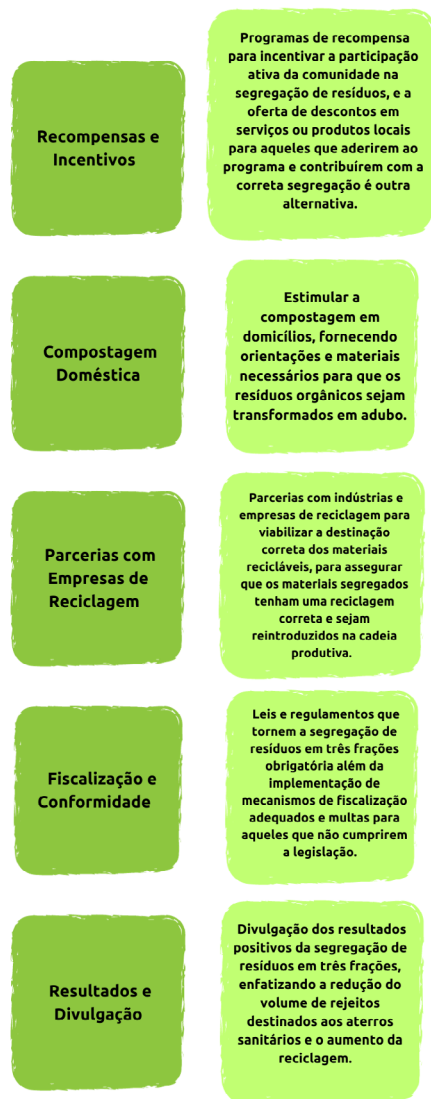 Recompensas e
Incentivos
Programas de recompensa
para incentivar a participação
ativa da comunidade na
segregação de resíduos, e a
oferta de descontos em
serviços ou produtos locais
para aqueles que aderirem ao
programa e contribuírem com a
correta segregação é outra
alternativa.
Compostagem
Doméstica
Estimular a
compostagem em
domicílios, fornecendo
orientações e materiais
necessários para que os
resíduos orgânicos sejam
transformados em adubo.
Parcerias com
Empresas de
Reciclagem
Parcerias com indústrias e
empresas de reciclagem para
viabilizar a destinação
correta dos materiais
recicláveis, para assegurar
que os materiais segregados
tenham uma reciclagem
correta e sejam
reintroduzidos na cadeia
produtiva.
Fiscalização e
Conformidade
Leis e regulamentos que
tornem a segregação de
resíduos em três frações
obrigatória além da
implementação de
mecanismos de fiscalização
adequados e multas para
aqueles que não cumprirem
a legislação.
Resultados e
Divulgação
Divulgação dos resultados
positivos da segregação de
resíduos em três frações,
enfatizando a redução do
volume de rejeitos
destinados aos aterros
sanitários e o aumento da
reciclagem.